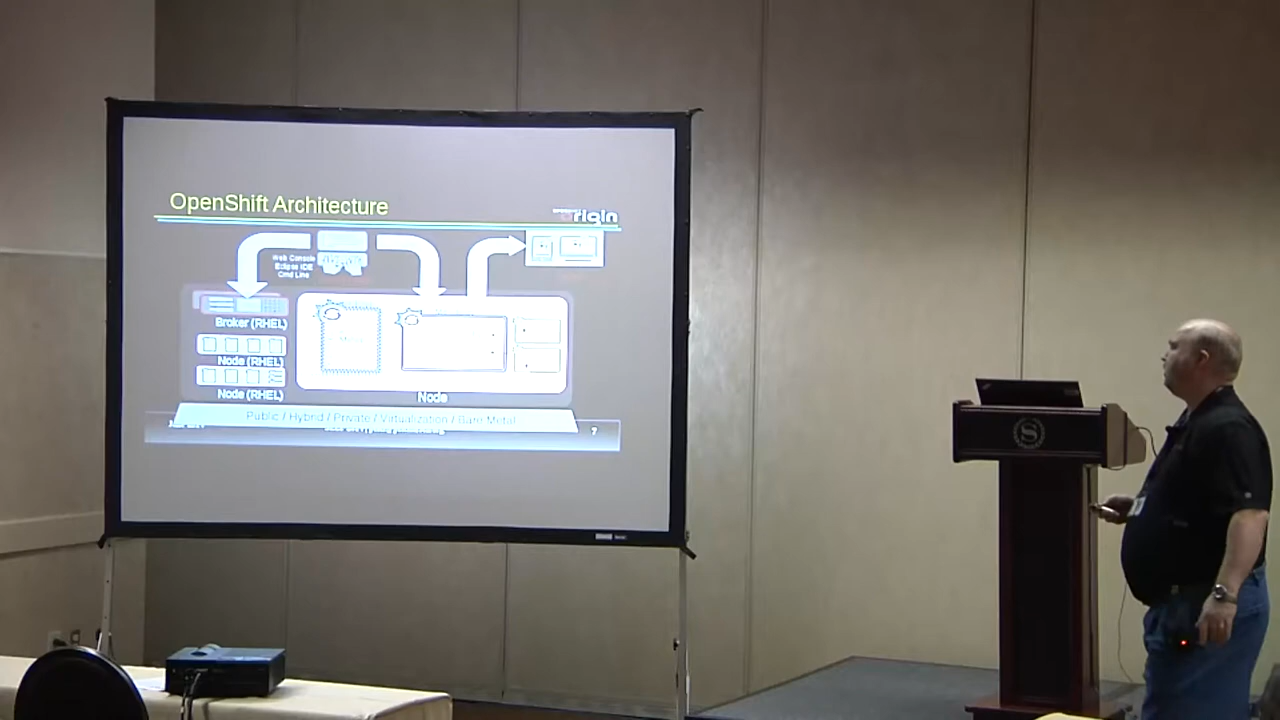 OpenShift Architecture
Origin
Web Console
Eclipse IDE
Cmd Line
Broker (RHEL)
Node (RHEL)
Node (RHEL)
Node
Public / Hybrid / Private / Virtualization / Bare Metal
7
S